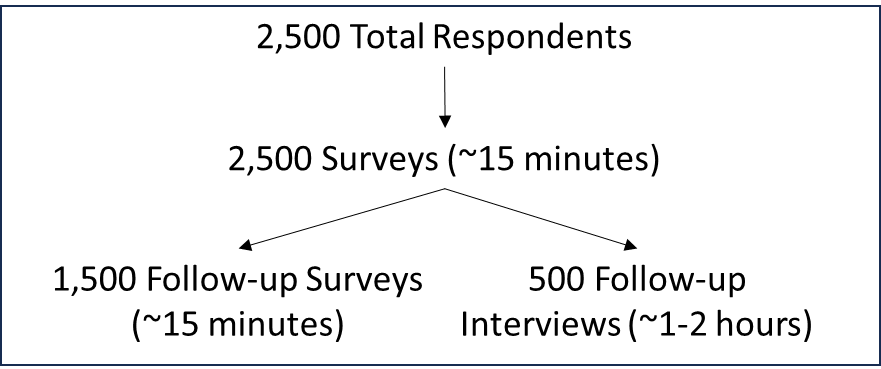 2,500 Total Respondents
2,500 Surveys (~15 minutes)
1,500 Follow-up Surveys
(~15 minutes)
500 Follow-up
Interviews (~1-2 hours)